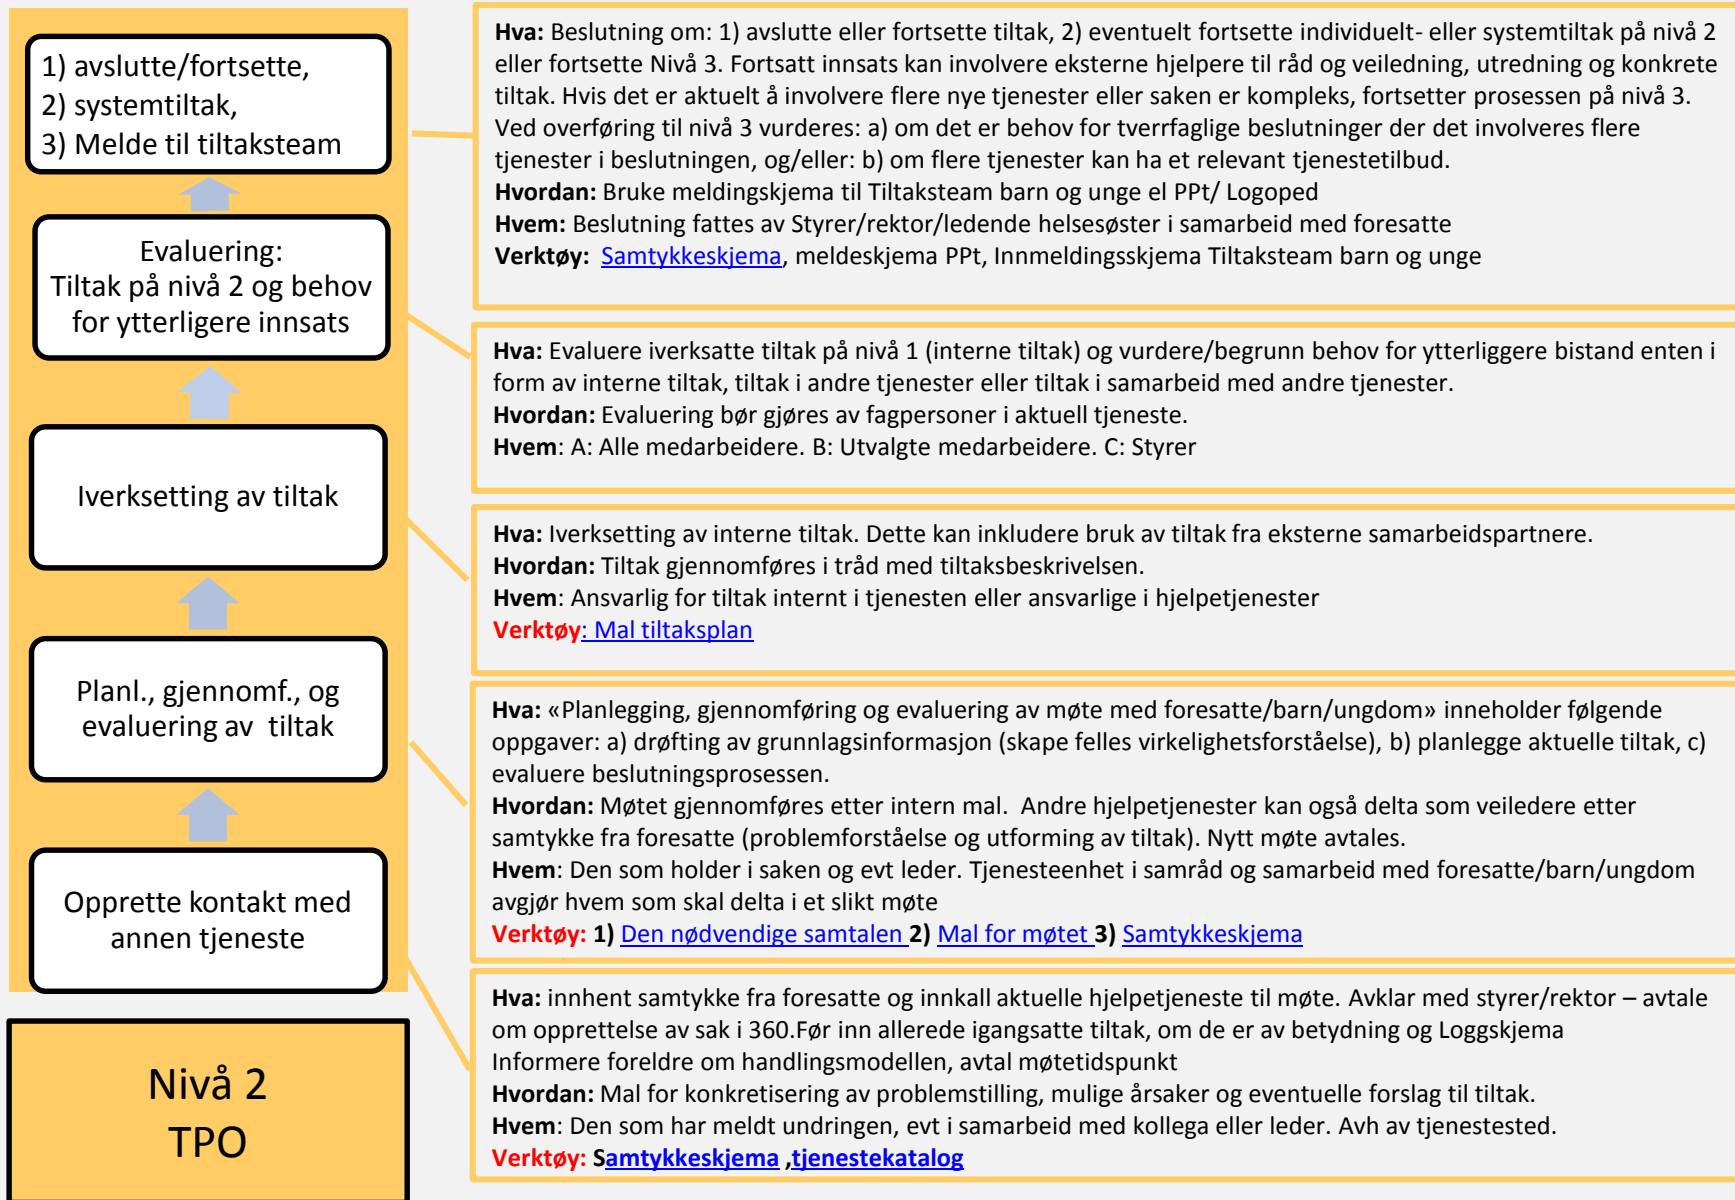 1) avslutte/fortsette,
2) systemtiltak,
3) Melde til tiltaksteam
Hva: Beslutning om: 1) avslutte eller fortsette tiltak, 2) eventuelt fortsette individuelt- eller systemtiltak på nivå 2
eller fortsette Nivå 3. Fortsatt innsats kan involvere eksterne hjelpere til råd og veiledning, utredning og konkrete
tiltak. Hvis det er aktuelt å involvere flere nye tjenester eller saken er kompleks, fortsetter prosessen på nivå 3.
Ved overføring til nivå 3 vurderes: a) om det er behov for tverrfaglige beslutninger der det involveres flere
tjenester i beslutningen, og/eller: b) om flere tjenester kan ha et relevant tjenestetilbud.
Hvordan: Bruke meldingskjema til Tiltaksteam barn og unge el PPt/ Logoped
Hvem: Beslutning fattes av Styrer/rektor/ledende helsesøster i samarbeid med foresatte
Verktøy: Samtykkeskjema, meldeskjema PPt, Innmeldingsskjema Tiltaksteam barn og unge
Evaluering:
Tiltak på nivå 2 og behov
for ytterligere innsats
Hva: Evaluere iverksatte tiltak på nivå 1 (interne tiltak) og vurdere/begrunn behov for ytterliggere bistand enten i
form av interne tiltak, tiltak i andre tjenester eller tiltak i samarbeid med andre tjenester.
Hvordan: Evaluering bør gjøres av fagpersoner i aktuell tjeneste.
Hvem: A: Alle medarbeidere. B: Utvalgte medarbeidere. C: Styrer
Iverksetting av tiltak
Hva: Iverksetting av interne tiltak. Dette kan inkludere bruk av tiltak fra eksterne samarbeidspartnere.
Hvordan: Tiltak gjennomføres i tråd med tiltaksbeskrivelsen.
Hvem: Ansvarlig for tiltak internt i tjenesten eller ansvarlige i hjelpetjenester
Verktøy: Mal tiltaksplan
Planl., gjennomf., og
evaluering av tiltak
Hva: «Planlegging, gjennomføring og evaluering av møte med foresatte/barn/ungdom» inneholder følgende
oppgaver: a) drøfting av grunnlagsinformasjon (skape felles virkelighetsforståelse), b) planlegge aktuelle tiltak, c)
evaluere beslutningsprosessen.
Hvordan: Møtet gjennomføres etter intern mal. Andre hjelpetjenester kan også delta som veiledere etter
samtykke fra foresatte (problemforståelse og utforming av tiltak). Nytt møte avtales.
Hvem: Den som holder i saken og evt leder. Tjenesteenhet i samråd og samarbeid med foresatte/barn/ungdom
avgjør hvem som skal delta i et slikt møte
Verktøy: 1) Den nødvendige samtalen 2) Mal for møtet 3) Samtykkeskjema
Opprette kontakt med
annen tjeneste
Hva: innhent samtykke fra foresatte og innkall aktuelle hjelpetjeneste til møte. Avklar med styrer/rektor – avtale
om opprettelse av sak i 360.Før inn allerede igangsatte tiltak, om de er av betydning og Loggskjema
Informere foreldre om handlingsmodellen, avtal møtetidspunkt
Hvordan: Mal for konkretisering av problemstilling, mulige årsaker og eventuelle forslag til tiltak.
Hvem: Den som har meldt undringen, evt i samarbeid med kollega eller leder. Avh av tjenestested.
Verktøy: Samtykkeskjema ,tjenestekatalog
Nivå 2
TPO